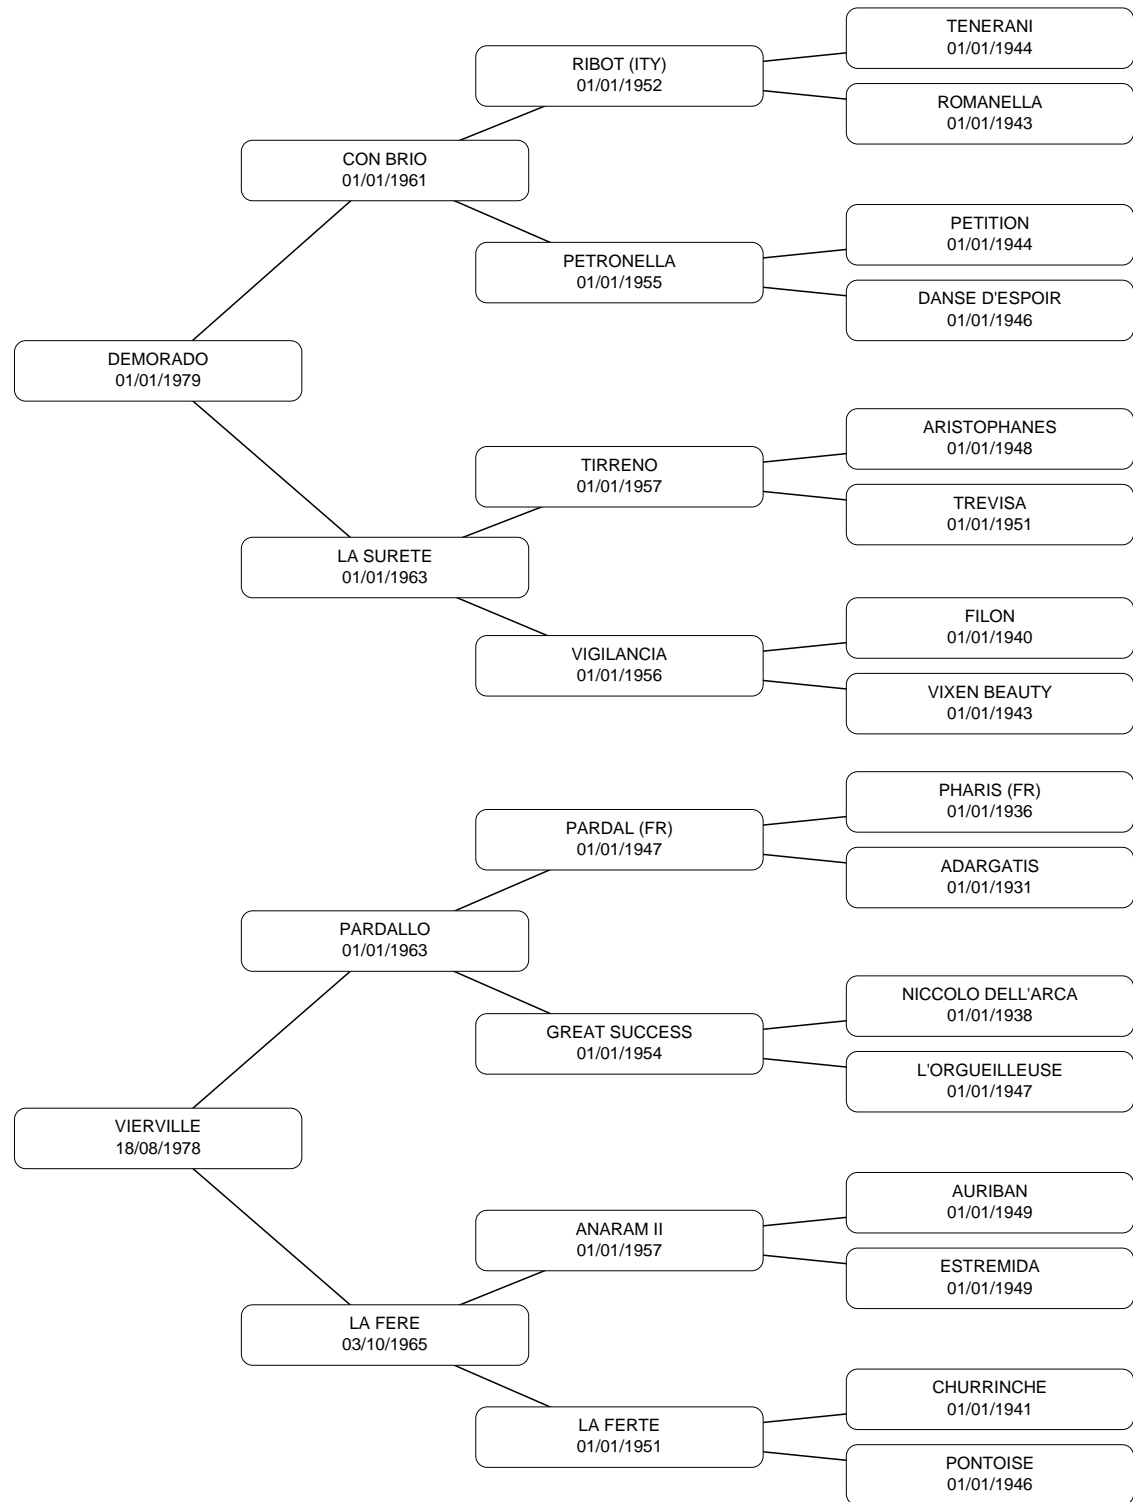 TENERANI
01/01/1944
RIBOT (ITY)
01/01/1952
ROMANELLA
01/01/1943
CON BRIO
01/01/1961
PETITION
01/01/1944
PETRONELLA
01/01/1955
DANSE D'ESPOIR
01/01/1946
DEMORADO
01/01/1979
ARISTOPHANES
01/01/1948
TIRRENO
01/01/1957
TREVISA
01/01/1951
LA SURETE
01/01/1963
FILON
01/01/1940
VIGILANCIA
01/01/1956
VIXEN BEAUTY
01/01/1943
PHARIS (FR)
01/01/1936
PARDAL (FR)
01/01/1947
ADARGATIS
01/01/1931
PARDALLO
01/01/1963
NICCOLO DELL'ARCA
01/01/1938
GREAT SUCCESS
01/01/1954
L'ORGUEILLEUSE
01/01/1947
VIERVILLE
18/08/1978
AURIBAN
01/01/1949
ANARAM II
01/01/1957
ESTREMIDA
01/01/1949
LA FERE
03/10/1965
CHURRINCHE
01/01/1941
LA FERTE
01/01/1951
PONTOISE
01/01/1946